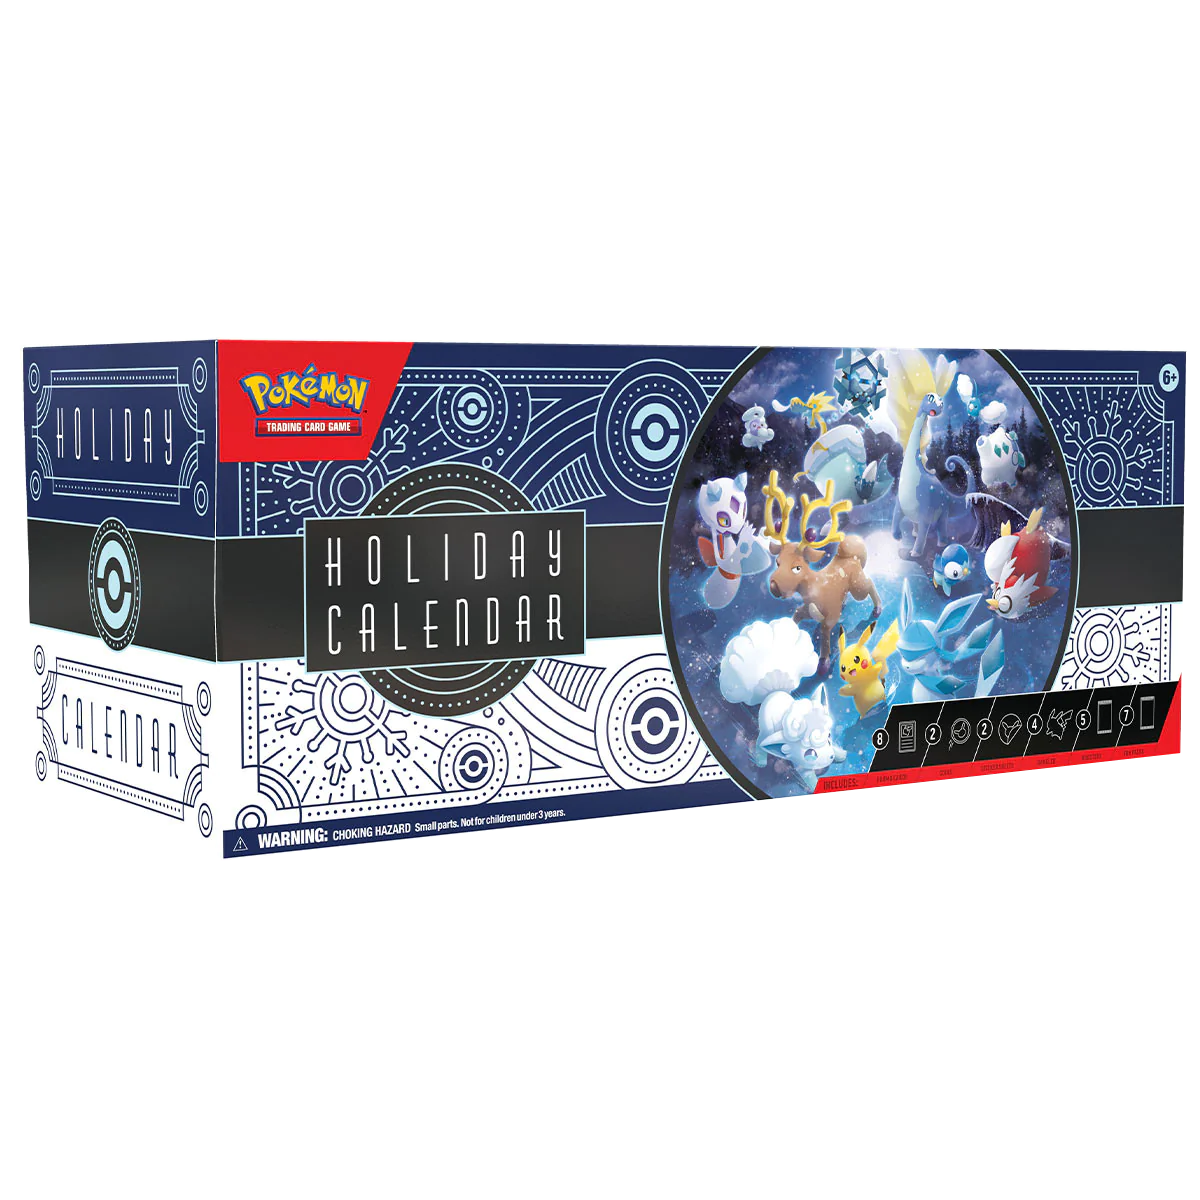 HOLIDAY
CALENDAR
POKéMON
TRADING CARD GAME
HOLIDAY
CALENDAR
6+
8 2 2 4 5 7
INCLUDES:
WARNING: CHOKING HAZARD Small parts. Not for children under 3 years.